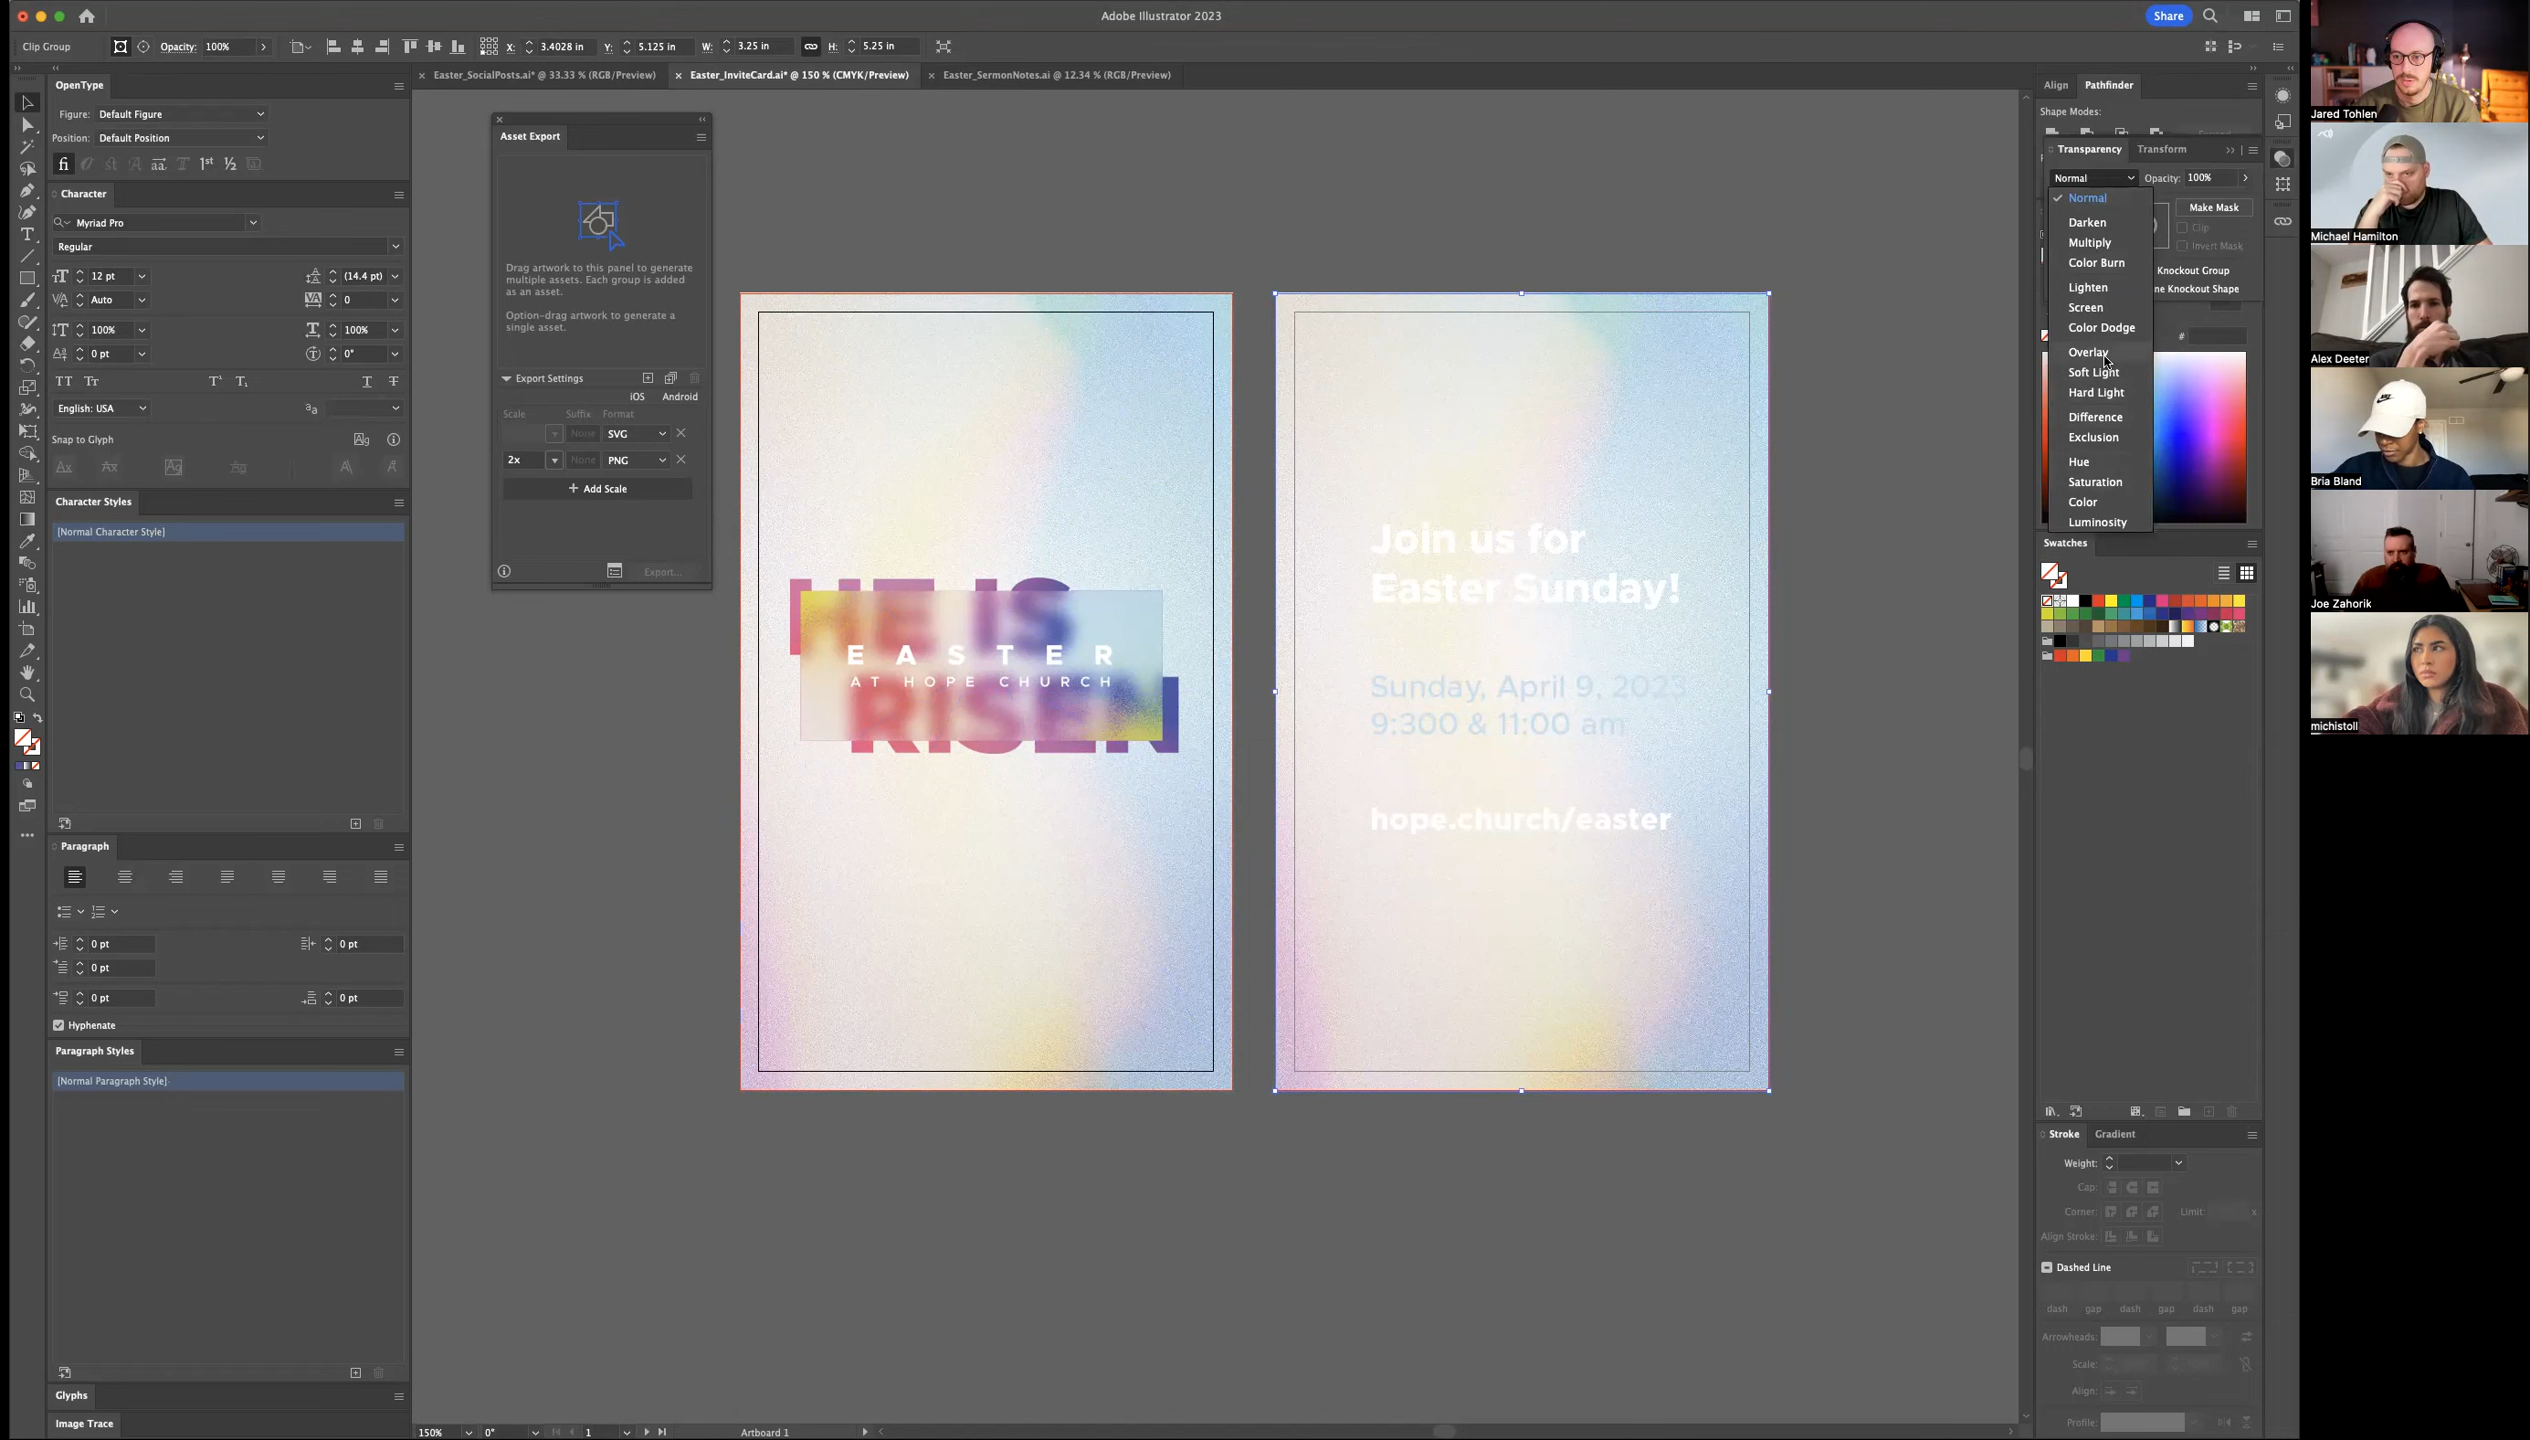 Adobe Illustrator 2023
Share
Clip Group
Opacity: 100%
X: 3.4028 in
Y: 5.125 in
W: 3.25 in
H: 5.25 in
Easter_SocialPosts.ai* @ 33.33 % (RGB/Preview)
Easter_InviteCard.ai* @ 150 % (CMYK/Preview)
Easter_SermonNotes.ai @ 12.34 % (RGB/Preview)
OpenType
Figure: Default Figure
Position: Default Position
Character
Myriad Pro
Regular
12 pt
(14.4 pt)
Auto
0
100%
100%
0 pt
0°
English: USA
Snap to Glyph
Character Styles
[Normal Character Style]
Paragraph
0 pt
0 pt
0 pt
0 pt
0 pt
Hyphenate
Paragraph Styles
[Normal Paragraph Style]
Glyphs
Image Trace
Asset Export
Drag artwork to this panel to generate
multiple assets. Each group is added
as an asset.
Option-drag artwork to generate a
single asset.
Export Settings
iOS
Android
Scale
Suffix
Format
None
SVG
2x
None
PNG
+ Add Scale
Export...
HE IS
EASTER
AT HOPE CHURCH
RISEN
Join us for
Easter Sunday!
Sunday, April 9, 2023
9:300 & 11:00 am
hope.church/easter
150%
0°
1
Artboard 1
Align
Pathfinder
Shape Modes:
Transparency
Transform
Normal
Opacity: 100%
Normal
Darken
Multiply
Color Burn
Lighten
Screen
Color Dodge
Overlay
Soft Light
Hard Light
Difference
Exclusion
Hue
Saturation
Color
Luminosity
Make Mask
Clip
Invert Mask
Knockout Group
ne Knockout Shape
#
Swatches
Stroke
Gradient
Weight:
Cap:
Corner:
Limit:
x
Align Stroke:
Dashed Line
dash
gap
dash
gap
dash
gap
Arrowheads:
Scale:
Align:
Profile:
Jared Tohlen
Michael Hamilton
Alex Deeter
Bria Bland
Joe Zahorik
michistoll